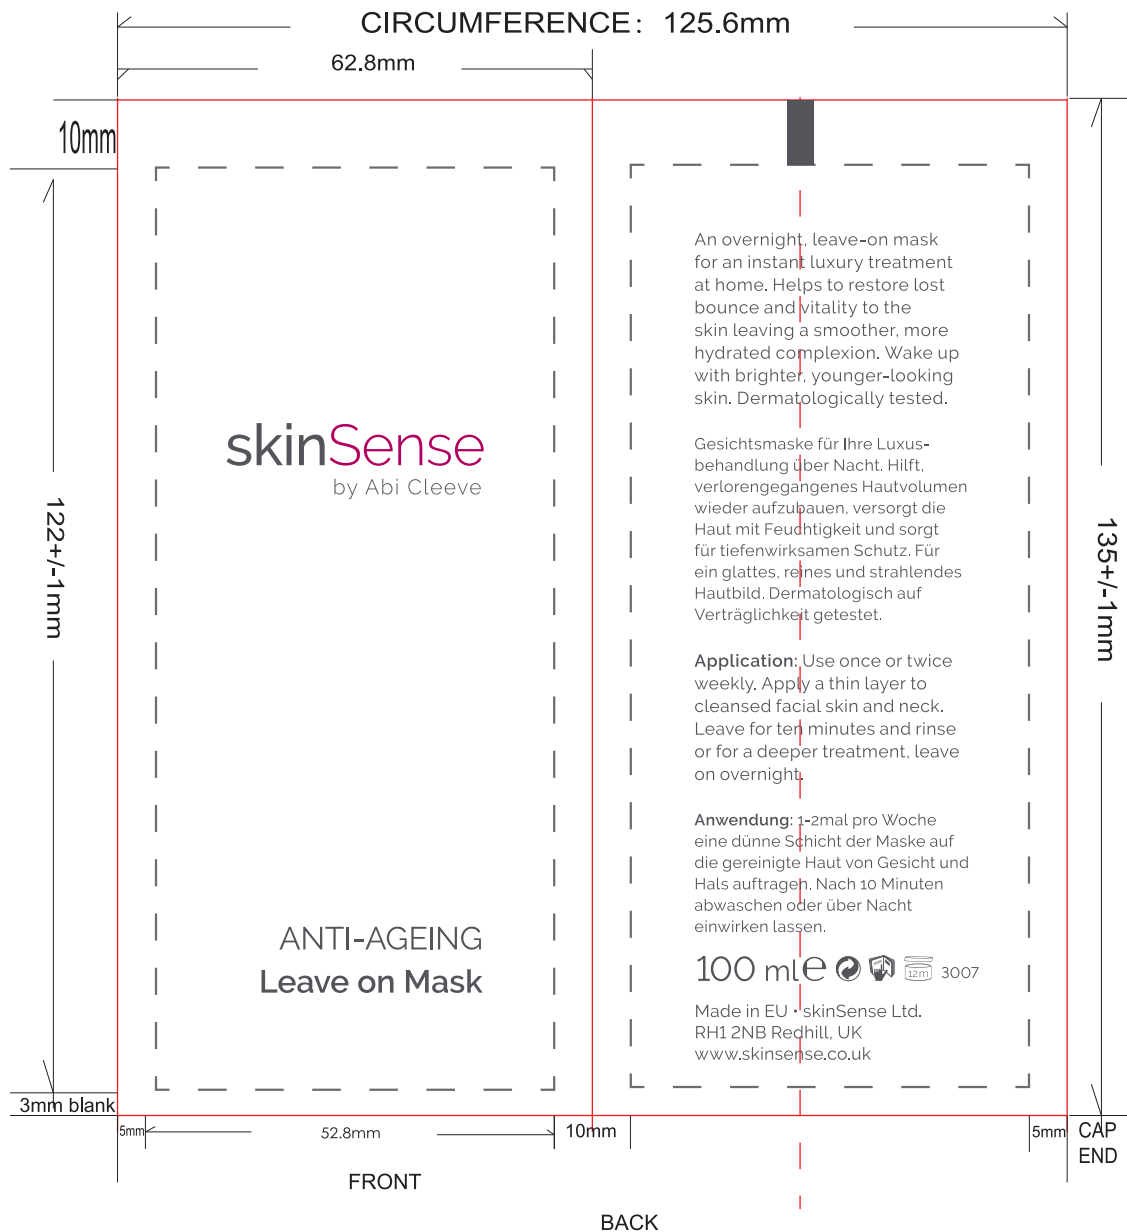 CIRCUMFERENCE: 125.6mm
62.8mm
10mm
122+/-1mm
3mm blank
skinSense
by Abi Cleeve
ANTI-AGEING
Leave on Mask
An overnight, leave-on mask
for an instant luxury treatment
at home. Helps to restore lost
bounce and vitality to the
skin leaving a smoother, more
hydrated complexion. Wake up
with brighter, younger-looking
skin. Dermatologically tested.
Gesichtsmaske für Ihre Luxus-
behandlung über Nacht. Hilft,
verlorengegangenes Hautvolumen
wieder aufzubauen, versorgt die
Haut mit Feuchtigkeit und sorgt
für tiefenwirksamen Schutz. Für
ein glattes, reines und strahlendes
Hautbild. Dermatologisch auf
Verträglichkeit getestet.
Application: Use once or twice
weekly. Apply a thin layer to
cleansed facial skin and neck.
Leave for ten minutes and rinse
or for a deeper treatment, leave
on overnight.
Anwendung: 1-2mal pro Woche
eine dünne Schicht der Maske auf
die gereinigte Haut von Gesicht und
Hals auftragen. Nach 10 Minuten
abwaschen oder über Nacht
einwirken lassen.
100 ml e 12m 3007
Made in EU • skinSense Ltd.
RH1 2NB Redhill, UK
www.skinsense.co.uk
135+/-1mm
5mm
52.8mm
10mm
5mm
CAP
END
FRONT
BACK